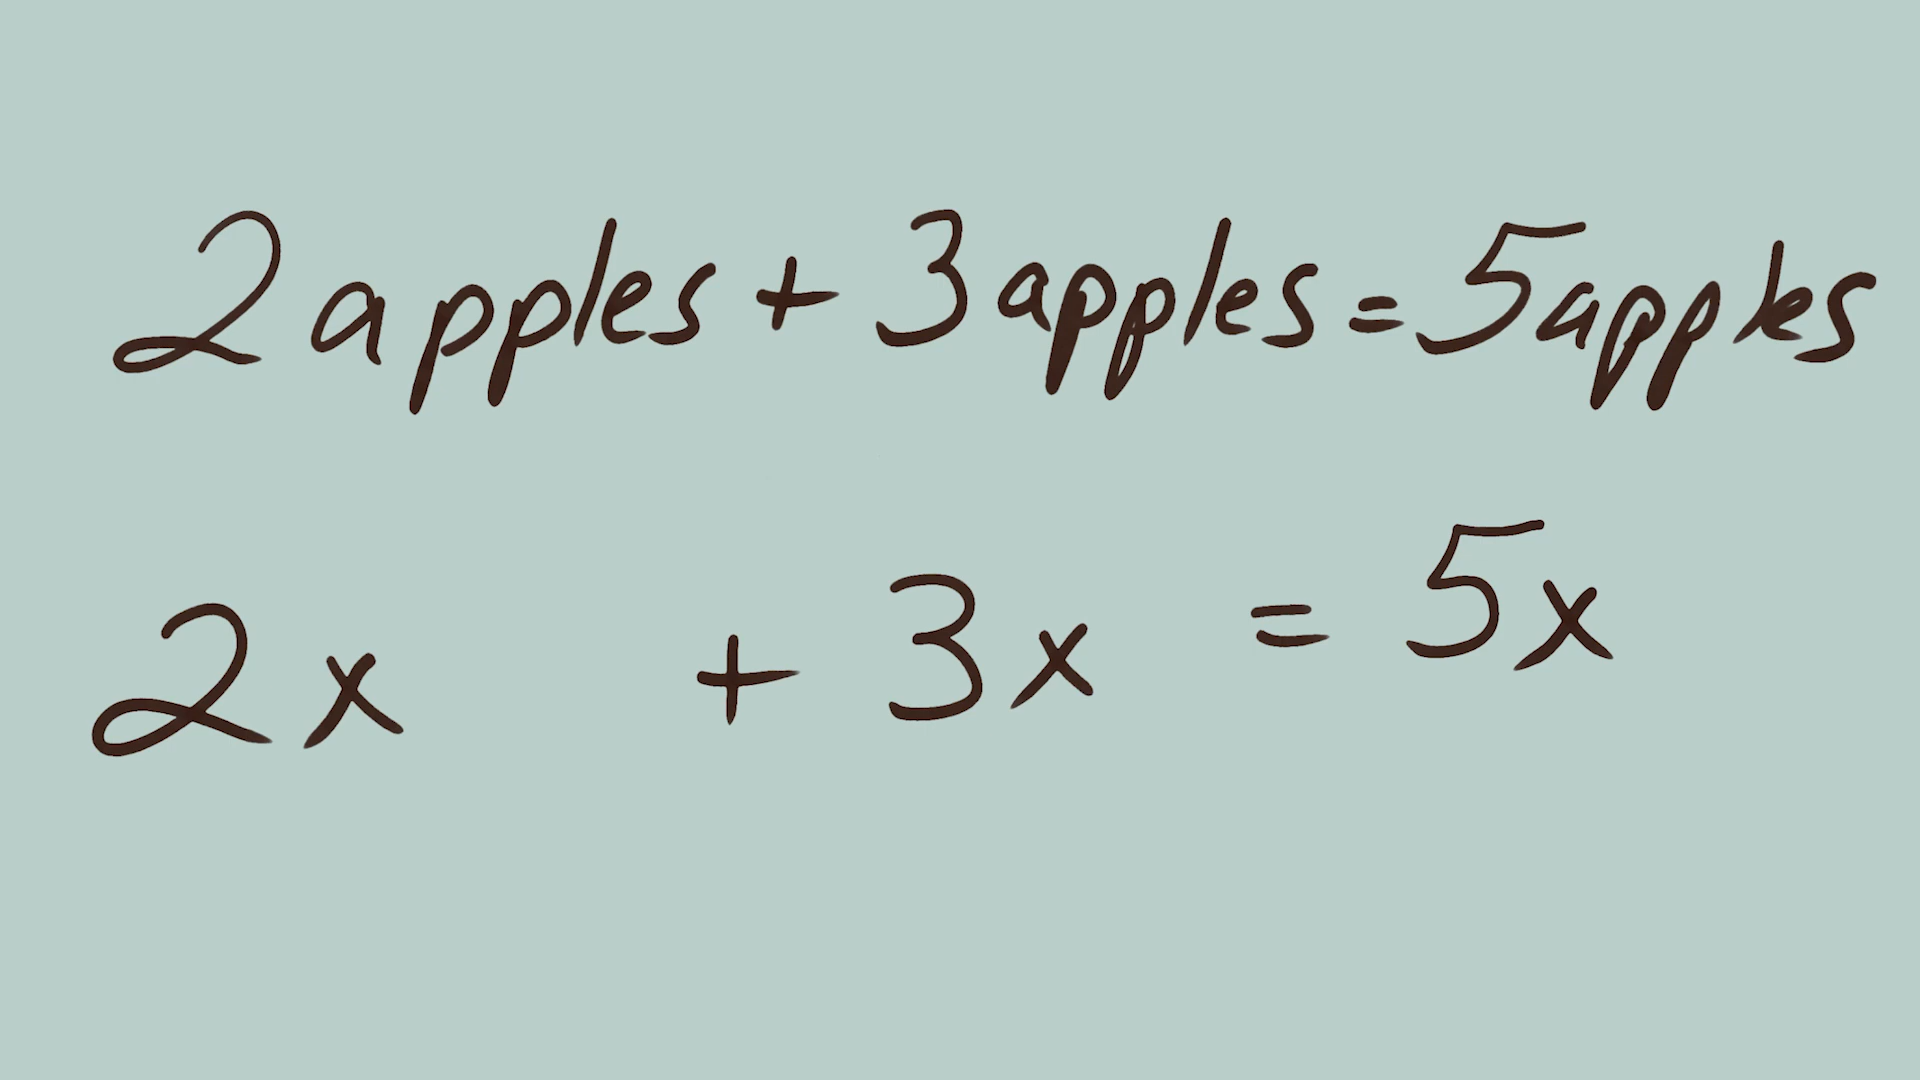 2 apples + 3 apples = 5 apples
2x + 3x = 5x